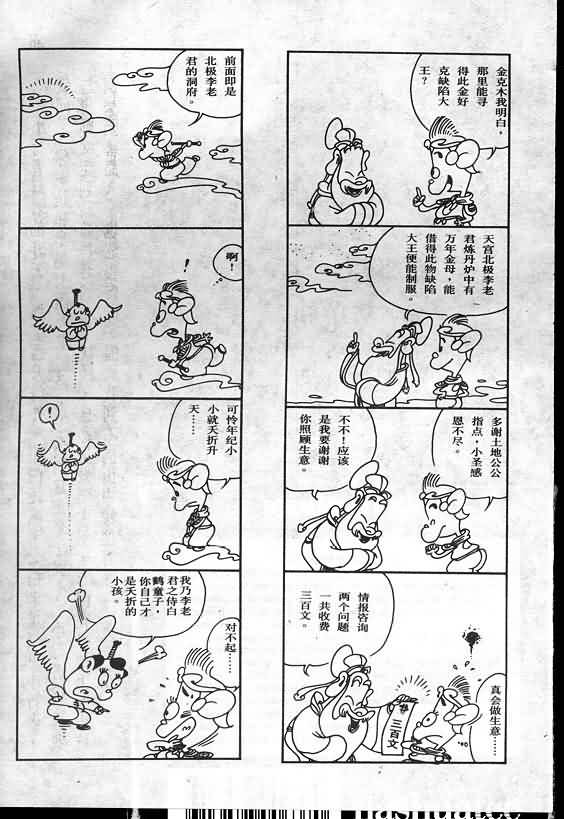 金克木我明白，
那里能寻
得此金好
克缺陷大
王？
天宫北极李老
君炼丹炉中有
万年金母，能
借得此物缺陷
大王便能制服。
多谢土地公公
指点，小圣感
恩不尽。
不不！应该
是我要谢谢
你照顾生意。
情报咨询
两个问题
一共收费
三百文。
三百文
真会做生意……
前面即是
北极李老
君的洞府。
啊！
!
!
可怜年纪小
小就夭折升
天……
我乃李老
君之侍白
鹤童子，
你自己才
是夭折的
小孩。
对不起……